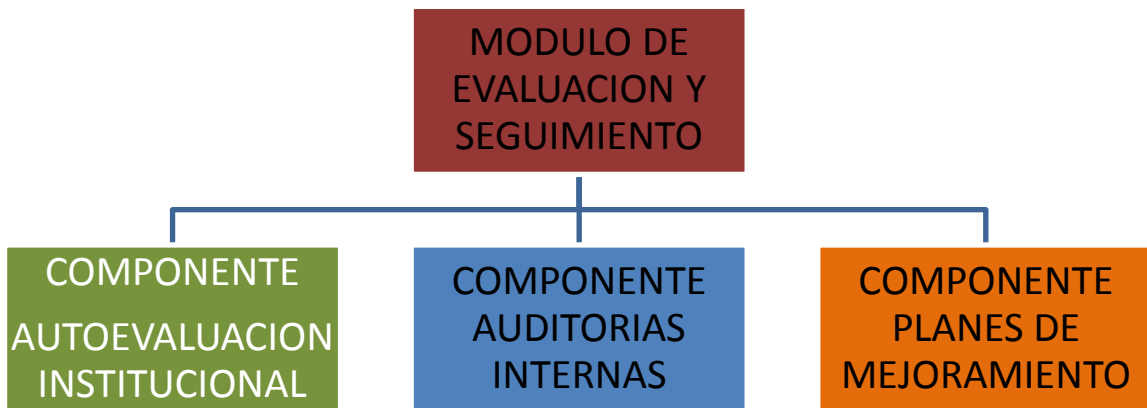 MODULO DE
EVALUACION Y
SEGUIMIENTO
COMPONENTE
AUTOEVALUACION
INSTITUCIONAL
COMPONENTE
AUDITORIAS
INTERNAS
COMPONENTE
PLANES DE
MEJORAMIENTO